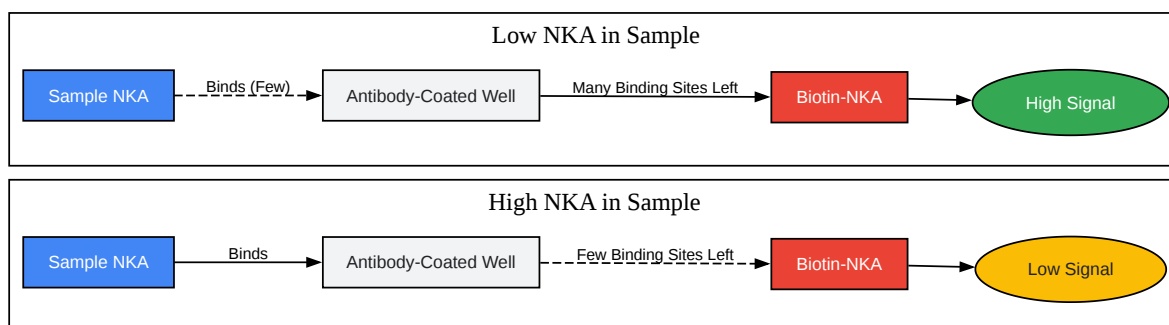 Low NKA in Sample
Sample NKA
Binds (Few)
Antibody-Coated Well
Many Binding Sites Left
Biotin-NKA
High Signal
High NKA in Sample
Sample NKA
Binds
Antibody-Coated Well
Few Binding Sites Left
Biotin-NKA
Low Signal